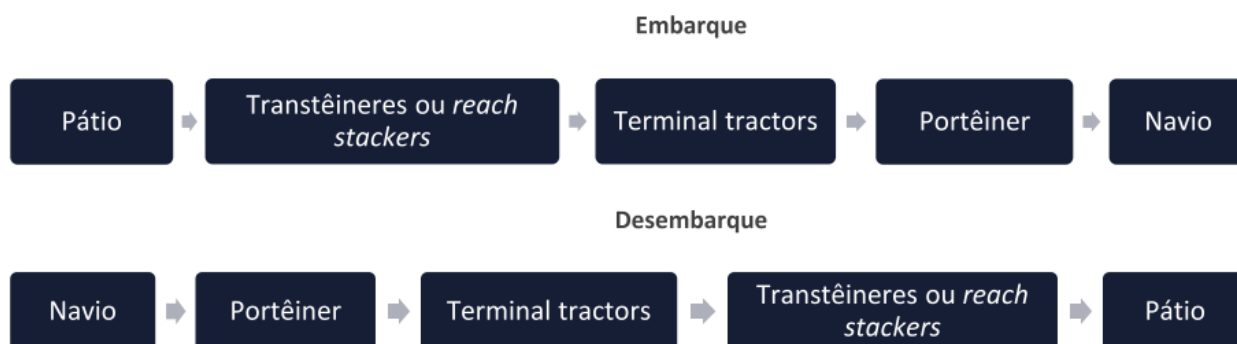 Embarque
Pátio
Transtêineres ou reach
stackers
Terminal tractors
Portêiner
Navio
Desembarque
Navio
Portêiner
Terminal tractors
Transtêineres ou reach
stackers
Pátio